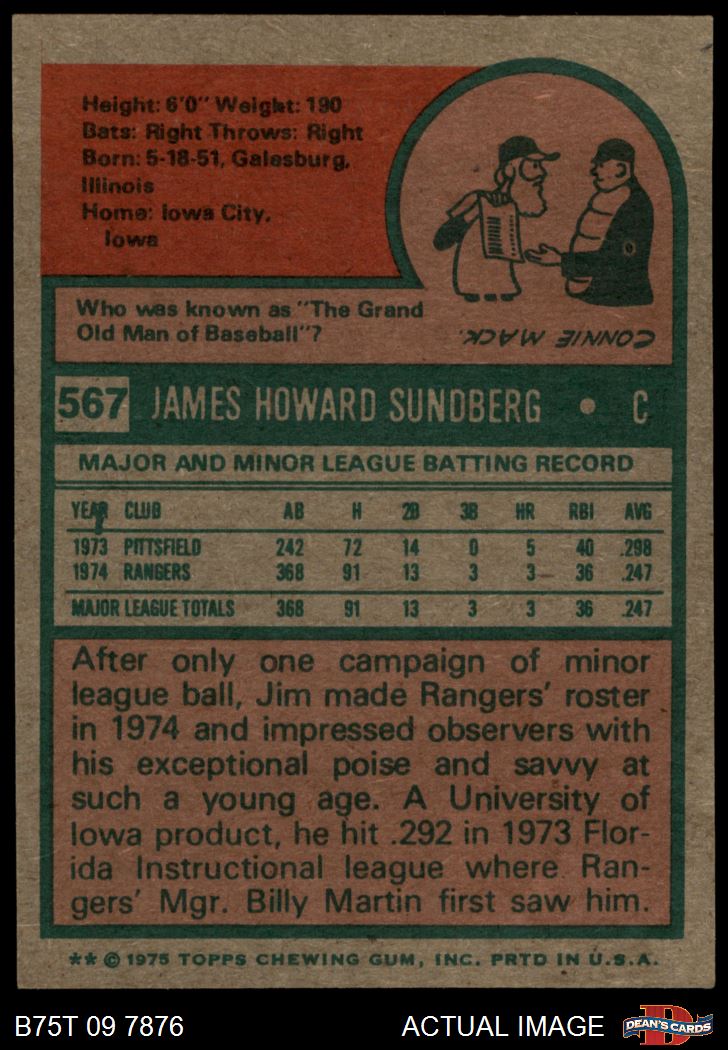 Height: 6'0" Weight: 190
Bats: Right Throws: Right
Born: 5-18-51, Galesburg,
Illinois
Home: Iowa City,
Iowa
Who was known as "The Grand
Old Man of Baseball"?
CONNIE MACK.
567 JAMES HOWARD SUNDBERG • C
MAJOR AND MINOR LEAGUE BATTING RECORD
YEAR CLUB AB H 2B 3B HR RBI AVG
1973 PITTSFIELD 242 72 14 0 5 40 .298
1974 RANGERS 368 91 13 3 3 36 .247
MAJOR LEAGUE TOTALS 368 91 13 3 3 36 .247
After only one campaign of minor
league ball, Jim made Rangers' roster
in 1974 and impressed observers with
his exceptional poise and savvy at
such a young age. A University of
Iowa product, he hit .292 in 1973 Flor-
ida Instructional league where Ran-
gers' Mgr. Billy Martin first saw him.
** © 1975 TOPPS CHEWING GUM, INC. PRTD IN U.S.A.
B75T 09 7876 ACTUAL IMAGE
D
DEAN'S CARDS